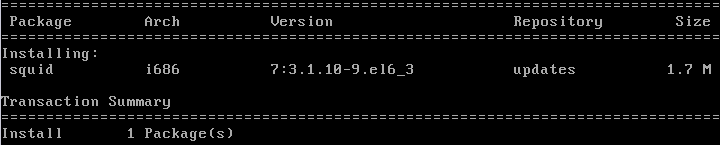 ================================================================================
Package Arch Version Repository Size
================================================================================
Installing:
squid i686 7:3.1.10-9.el6_3 updates 1.7 M
Transaction Summary
================================================================================
Install 1 Package(s)